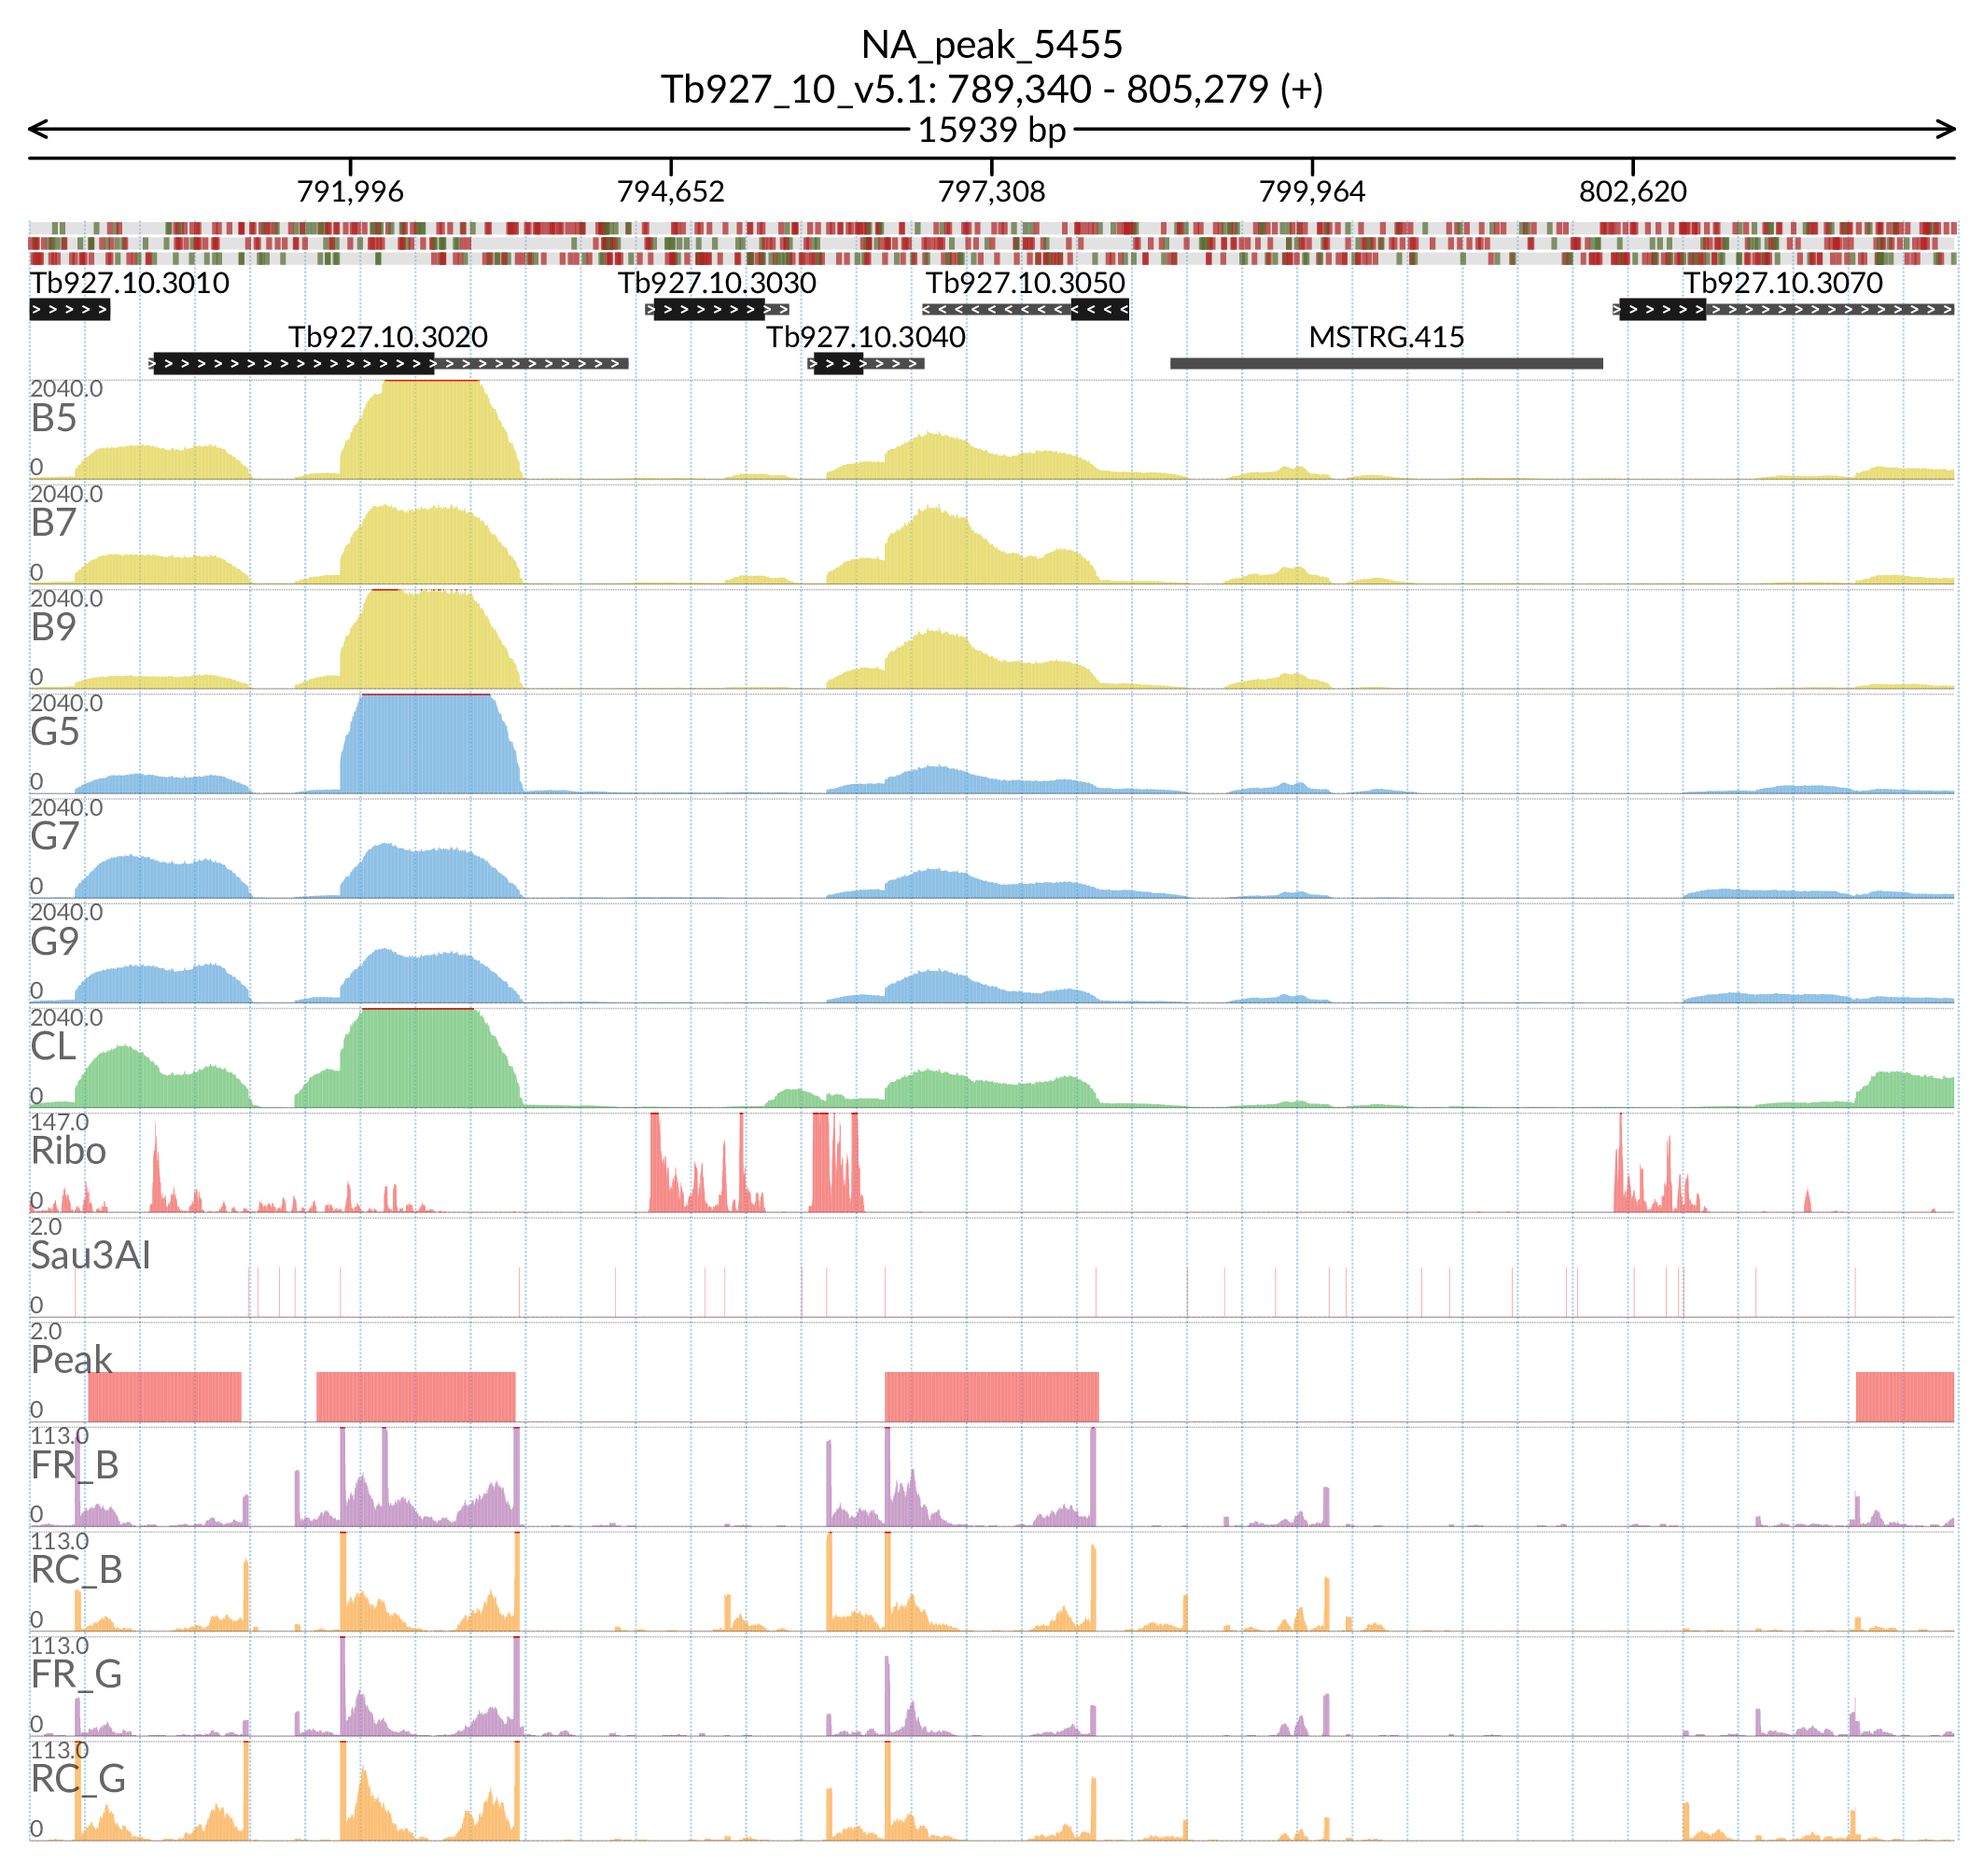 NA_peak_5455
Tb927_10_v5.1: 789,340 - 805,279 (+)
15939 bp
791,996 794,652 797,308 799,964 802,620
Tb927.10.3010 Tb927.10.3030 Tb927.10.3050 Tb927.10.3070
Tb927.10.3020 Tb927.10.3040 MSTRG.415
2040.0
B5
0
2040.0
B7
0
2040.0
B9
0
2040.0
G5
0
2040.0
G7
0
2040.0
G9
0
2040.0
CL
0
147.0
Ribo
0
2.0
Sau3AI
0
2.0
Peak
0
113.0
FR_B
0
113.0
RC_B
0
113.0
FR_G
0
113.0
RC_G
0